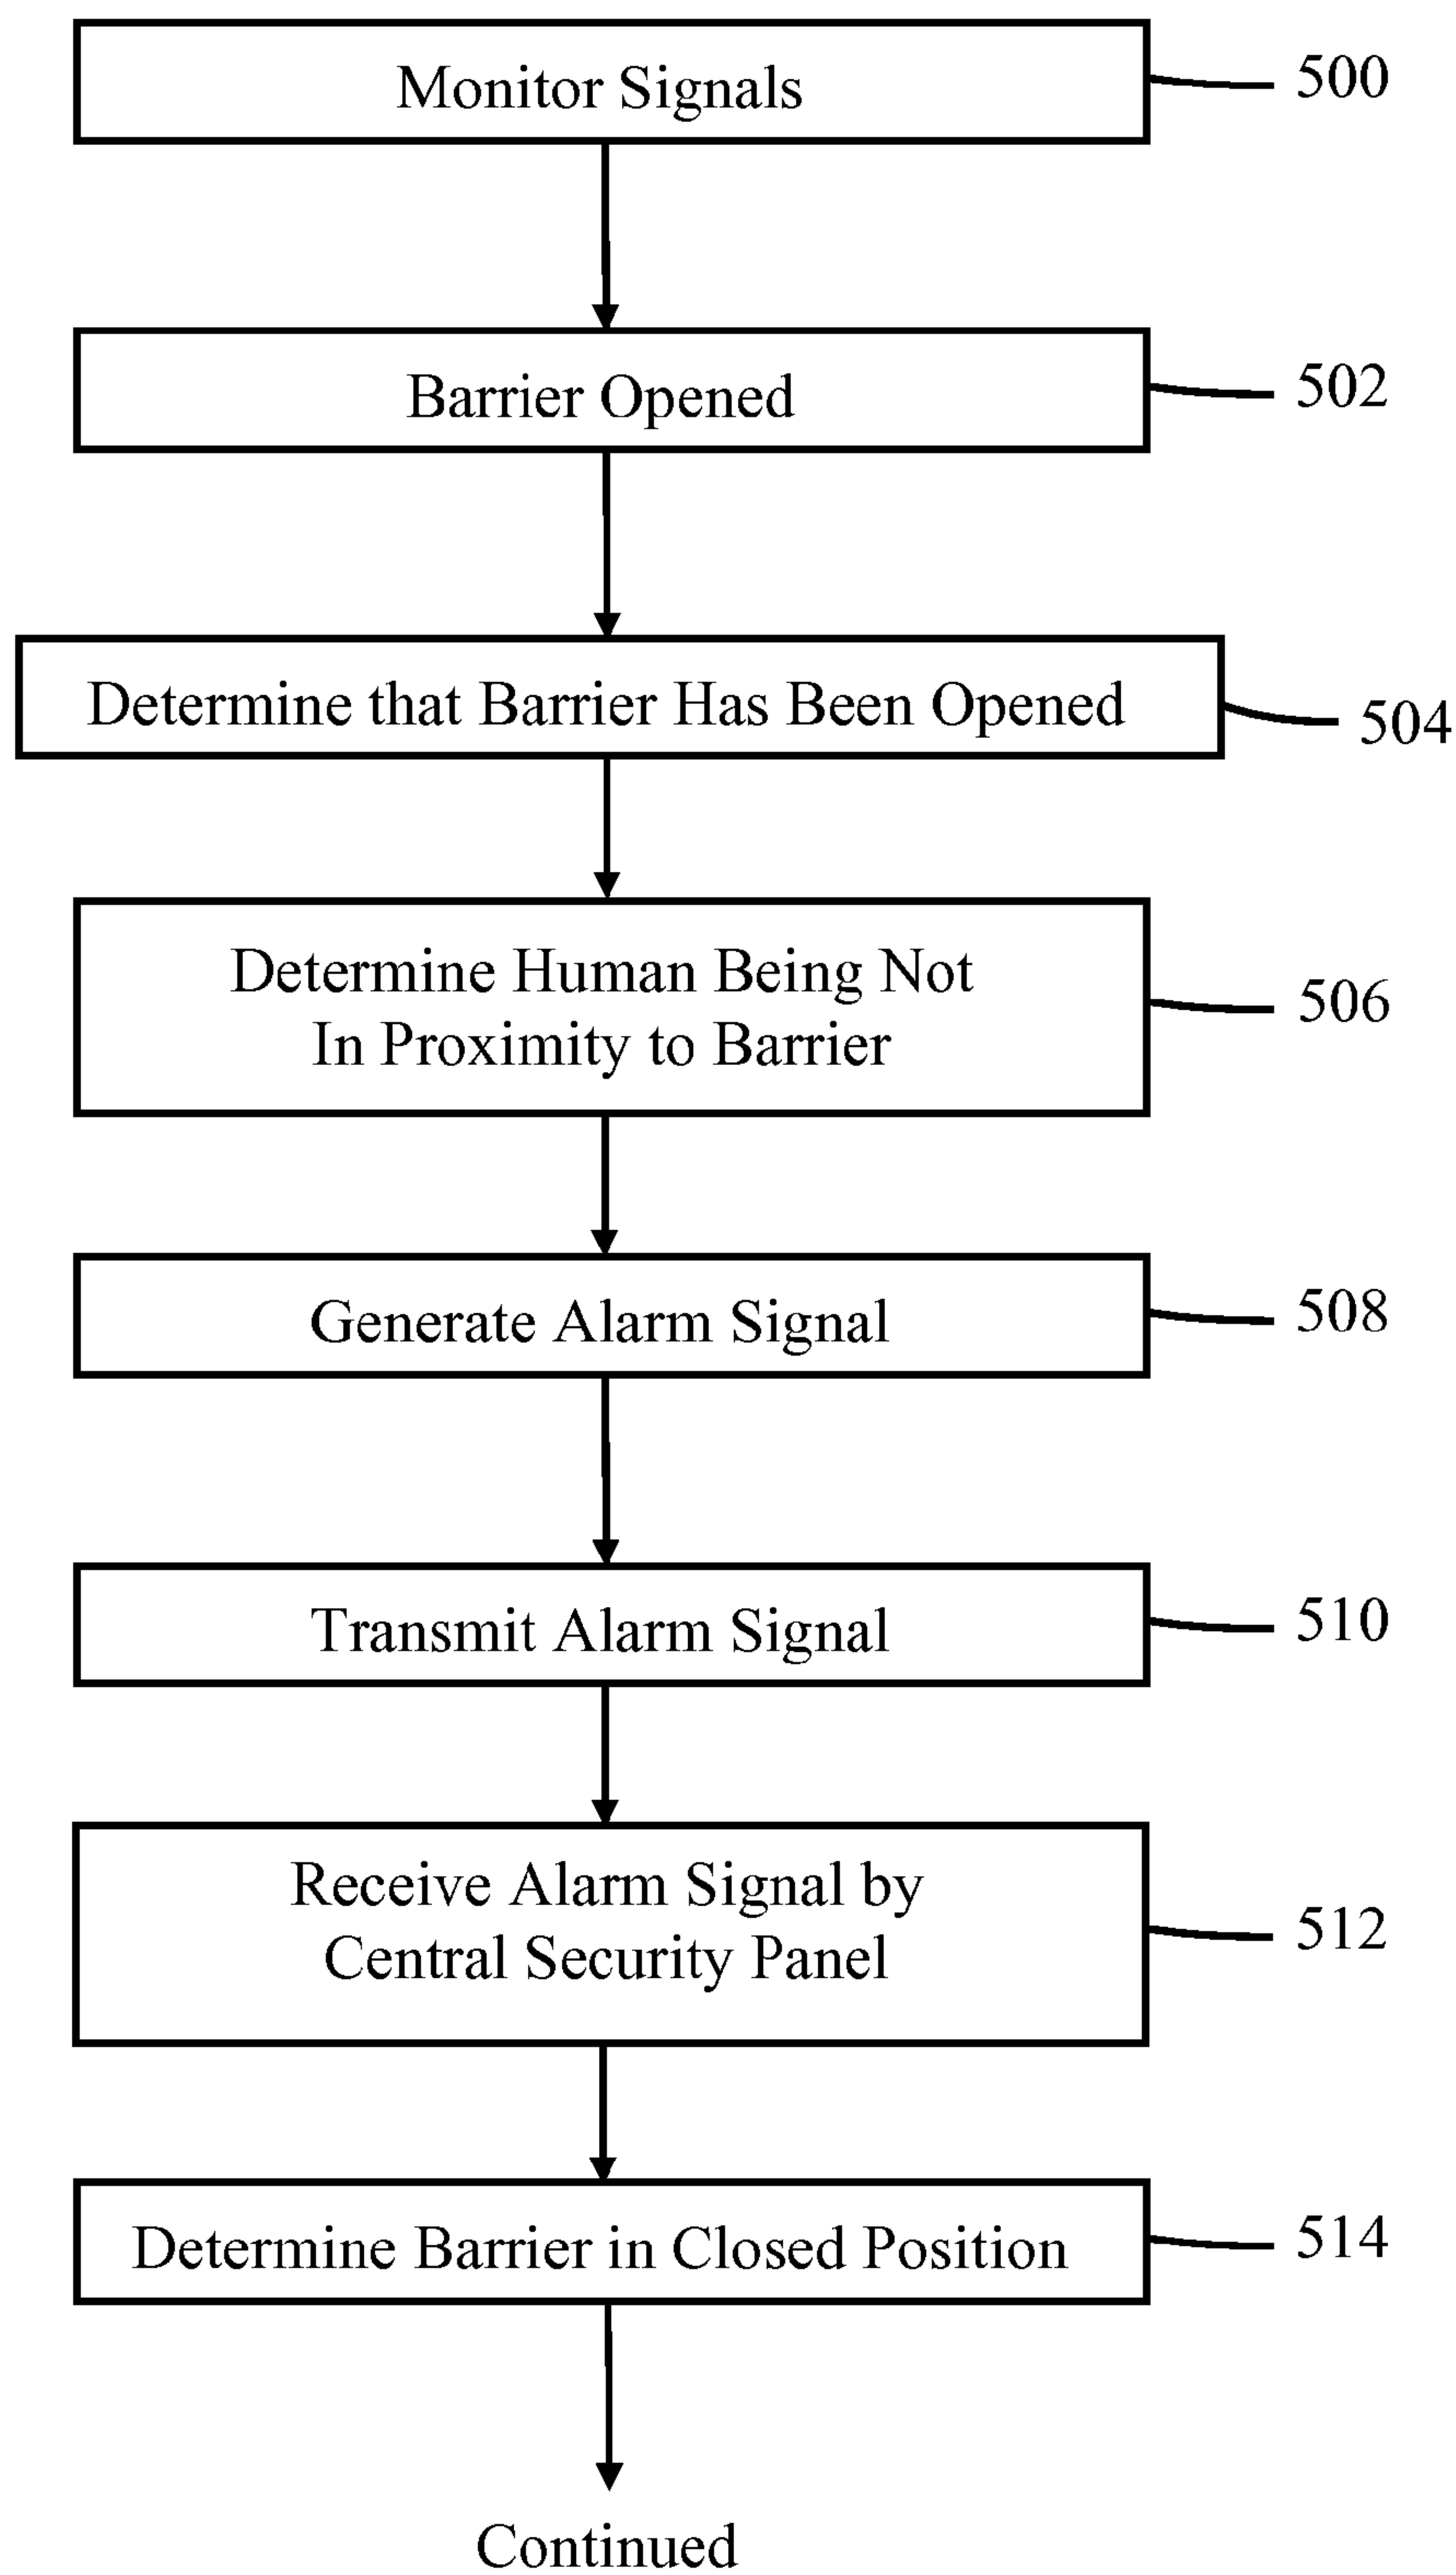 Monitor Signals
500
Barrier Opened
502
Determine that Barrier Has Been Opened
504
Determine Human Being Not
In Proximity to Barrier
506
Generate Alarm Signal
508
Transmit Alarm Signal
510
Receive Alarm Signal by
Central Security Panel
512
Determine Barrier in Closed Position
514
Continued